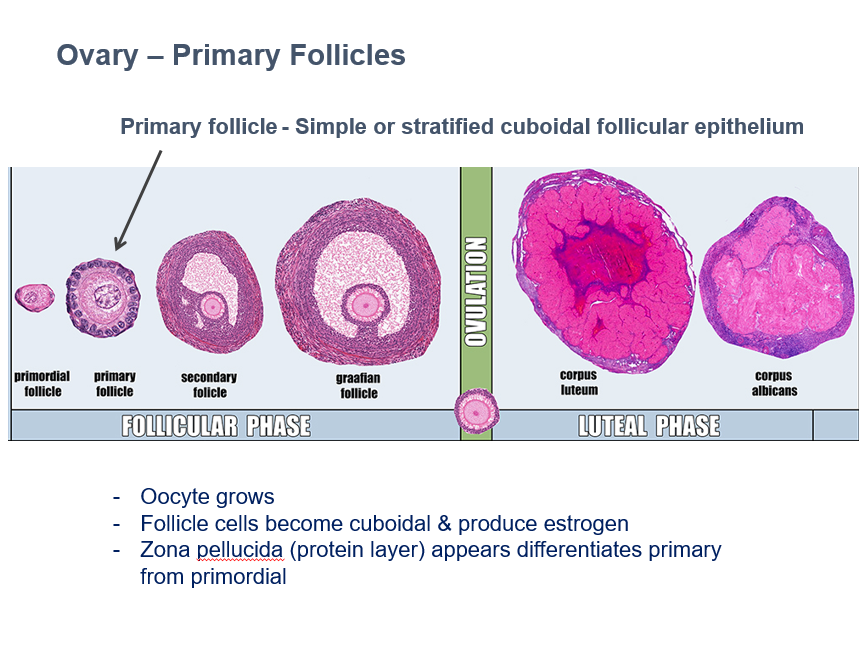 Ovary – Primary Follicles
Primary follicle - Simple or stratified cuboidal follicular epithelium
primordial
follicle
primary
follicle
secondary
folicle
graafian
follicle
OVULATION
corpus
luteum
corpus
albicans
FOLLICULAR PHASE
LUTEAL PHASE
- Oocyte grows
- Follicle cells become cuboidal & produce estrogen
- Zona pellucida (protein layer) appears differentiates primary
from primordial